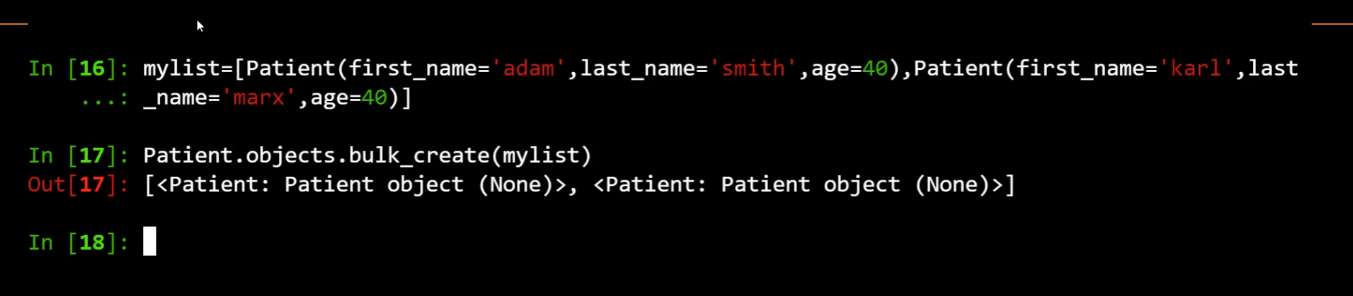 In [16]: mylist=[Patient(first_name='adam',last_name='smith',age=40),Patient(first_name='karl',last
...: _name='marx',age=40)]
In [17]: Patient.objects.bulk_create(mylist)
Out[17]: [<Patient: Patient object (None)>, <Patient: Patient object (None)>]
In [18]: